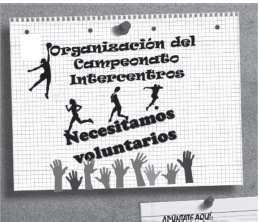 Organización del
Campeonato
Intercentros
Necesitamos
voluntarios
APÚNTATE AQUÍ: